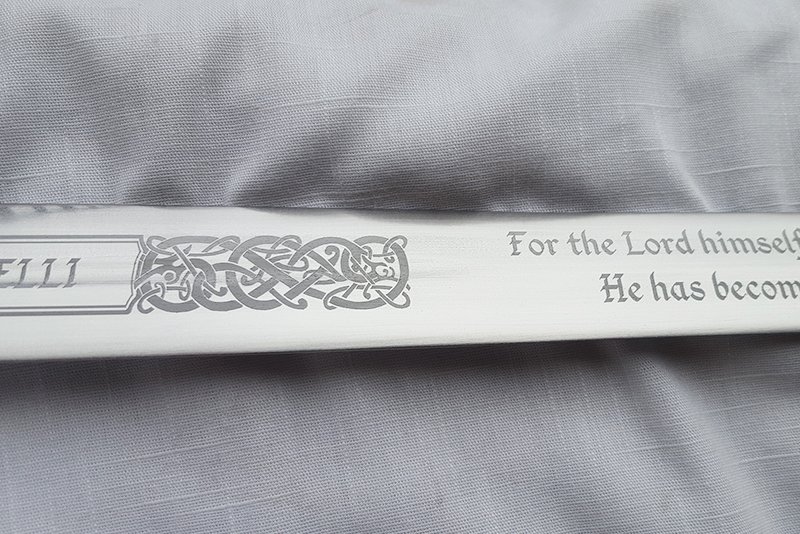 ELLI
For the Lord himself
He has becom